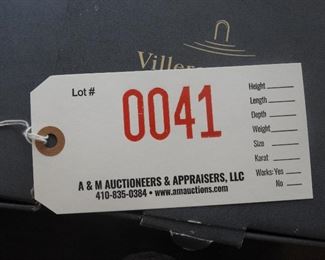 Viller
Lot #
0041
Height
Length
Depth
Weight
Size
Karat
Works: Yes
No
A & M AUCTIONEERS & APPRAISERS, LLC
410-835-0384 • www.amauctions.com